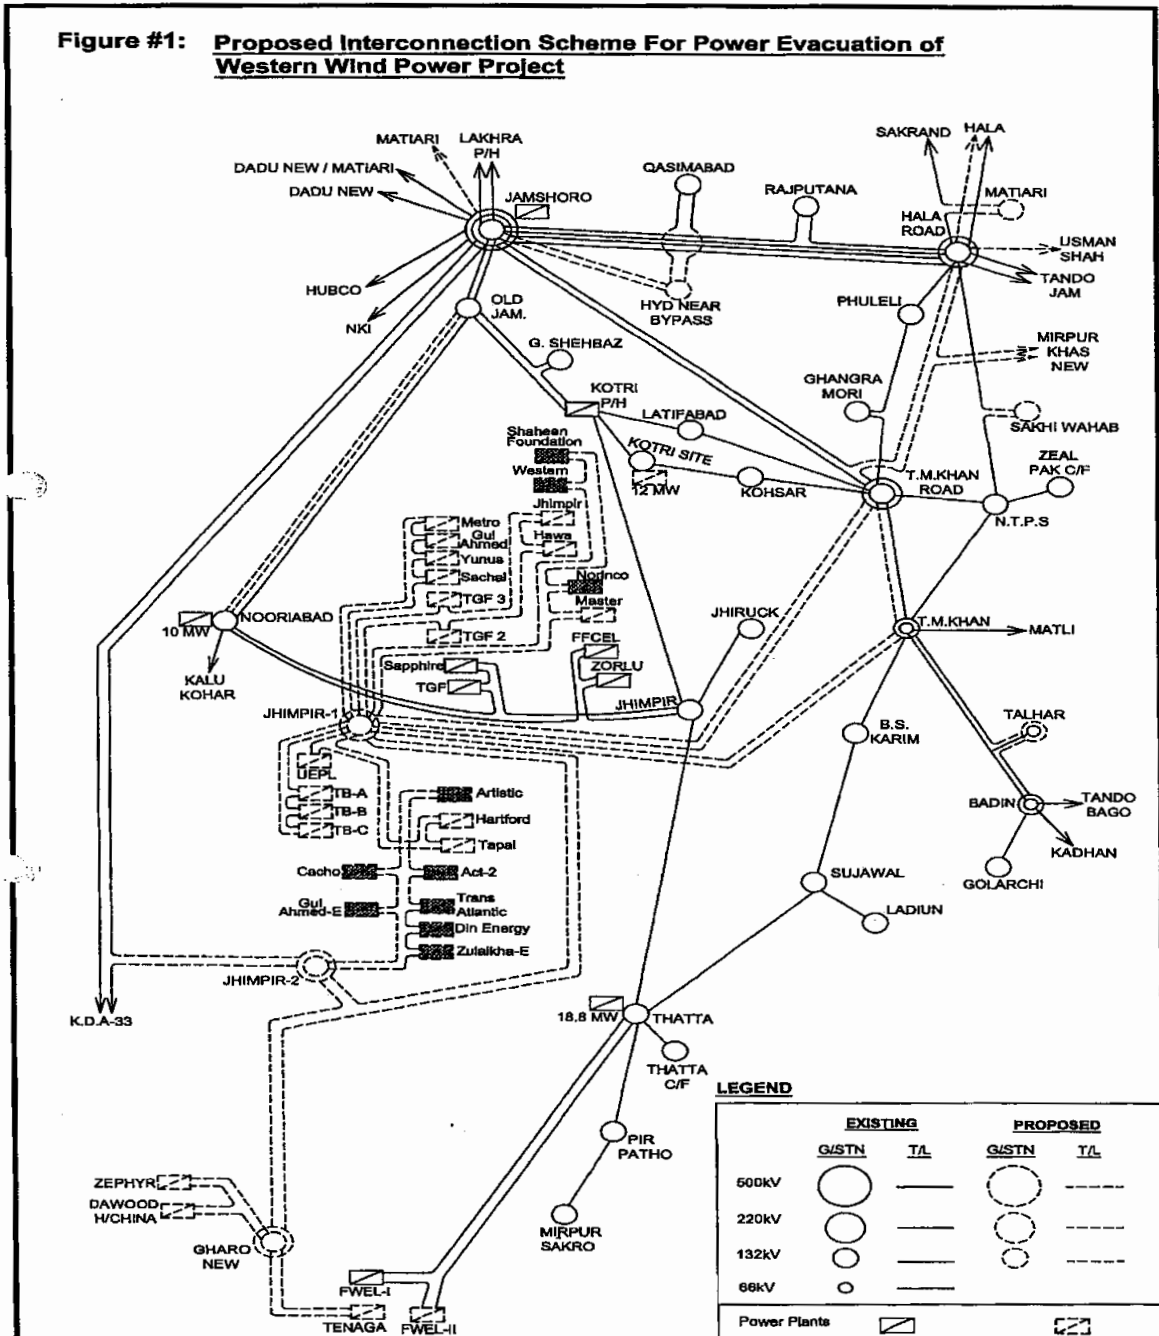 Figure #1: Proposed Interconnection Scheme For Power Evacuation of
Western Wind Power Project
MATIARI
LAKHRA
P/H
DADU NEW / MATIARI
DADU NEW
JAMSHORO
QASIMABAD
RAJPUTANA
SAKRAND
HALA
MATIARI
HALA
ROAD
USMAN
SHAH
TANDO
JAM
HUBCO
NKI
OLD
JAM.
HYD NEAR
BYPASS
PHULELI
MIRPUR
KHAS
NEW
G. SHEHBAZ
KOTRI
P/H
GHANGRA
MORI
LATIFABAD
SAKHI WAHAB
Shaheen
Foundation
Western
KOTRI SITE
12 MW
KOHSAR
T.M.KHAN
ROAD
ZEAL
PAK C/F
N.T.P.S
Jhimpir
Hawa
Metro
Gul
Ahmed
Yunus
Sachal
TGF 3
TGF 2
Norinco
Master
NOORIABAD
10 MW
KALU
KOHAR
FFCEL
ZORLU
Sapphire
TGF
JHIRUCK
JHIMPIR
T.M.KHAN
MATLI
JHIMPIR-1
B.S.
KARIM
TALHAR
UEPL
TB-A
TB-B
TB-C
Artistic
Hartford
Tapal
BADIN
TANDO
BAGO
KADHAN
GOLARCHI
Cacho
Act-2
Gul
Ahmed-E
Trans
Atlantic
Din Energy
Zulaikha-E
SUJAWAL
LADIUN
JHIMPIR-2
K.D.A-33
18.8 MW
THATTA
THATTA
C/F
PIR
PATHO
MIRPUR
SAKRO
ZEPHYR
DAWOOD
H/CHINA
GHARO
NEW
TENAGA
FWEL-I
FWEL-II
LEGEND
EXISTING PROPOSED
G/STN T/L G/STN T/L
500kV
220kV
132kV
66kV
Power Plants